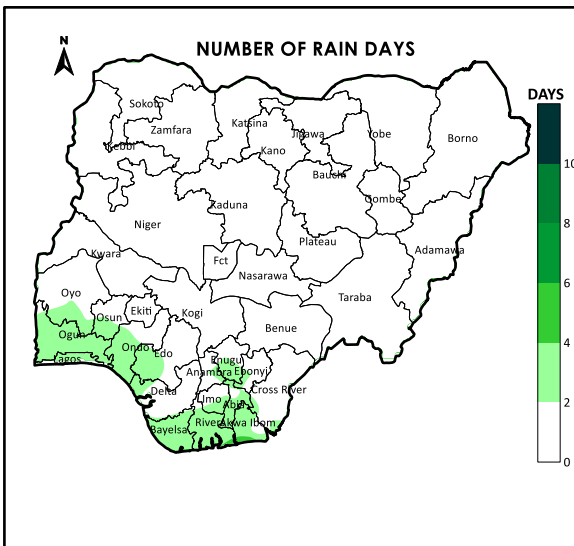 NUMBER OF RAIN DAYS
N
DAYS
10
8
6
4
2
0
Sokoto
Zamfara
Katsina
Jigawa
Yobe
Borno
Kebbi
Kano
Bauchi
Gombe
Kaduna
Niger
Plateau
Adamawa
Kwara
Fct
Nasarawa
Taraba
Oyo
Osun
Ekiti
Kogi
Benue
Ogun
Ondo
Edo
Lagos
Enugu
Anambra
Ebonyi
Delta
Imo
Abia
Cross River
Bayelsa
Rivers
Akwa Ibom